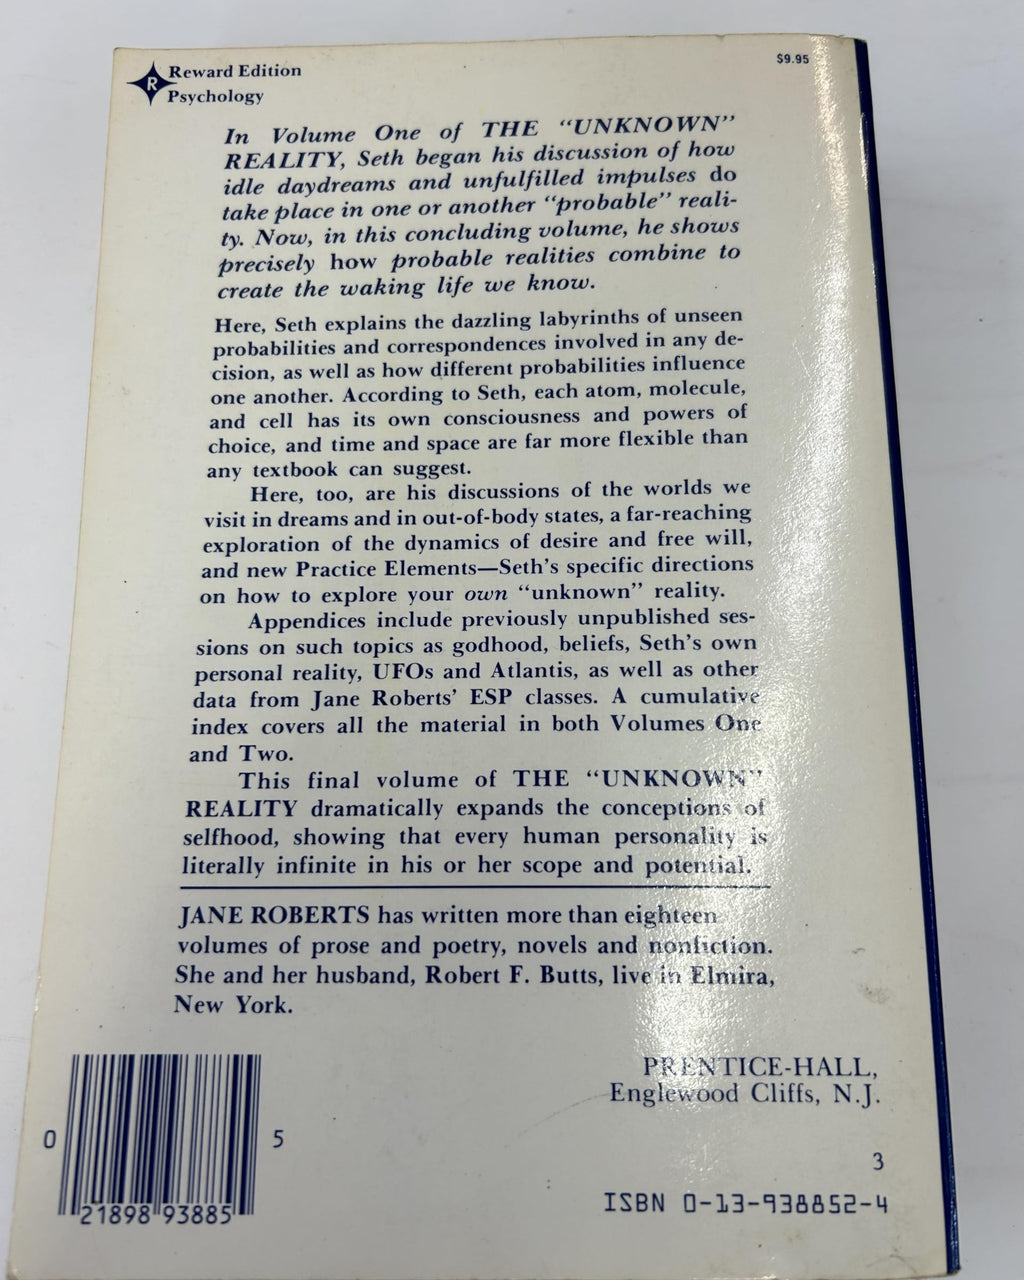 R
Reward Edition
Psychology
$9.95
In Volume One of THE “UNKNOWN”
REALITY, Seth began his discussion of how
idle daydreams and unfulfilled impulses do
take place in one or another “probable” reali-
ty. Now, in this concluding volume, he shows
precisely how probable realities combine to
create the waking life we know.
Here, Seth explains the dazzling labyrinths of unseen
probabilities and correspondences involved in any de-
cision, as well as how different probabilities influence
one another. According to Seth, each atom, molecule,
and cell has its own consciousness and powers of
choice, and time and space are far more flexible than
any textbook can suggest.
Here, too, are his discussions of the worlds we
visit in dreams and in out-of-body states, a far-reaching
exploration of the dynamics of desire and free will,
and new Practice Elements—Seth’s specific directions
on how to explore your own “unknown” reality.
Appendices include previously unpublished ses-
sions on such topics as godhood, beliefs, Seth’s own
personal reality, UFOs and Atlantis, as well as other
data from Jane Roberts’ ESP classes. A cumulative
index covers all the material in both Volumes One
and Two.
This final volume of THE “UNKNOWN”
REALITY dramatically expands the conceptions of
selfhood, showing that every human personality is
literally infinite in his or her scope and potential.
JANE ROBERTS has written more than eighteen
volumes of prose and poetry, novels and nonfiction.
She and her husband, Robert F. Butts, live in Elmira,
New York.
PRENTICE-HALL,
Englewood Cliffs, N.J.
0 21898 93885 5
3
ISBN 0-13-938852-4